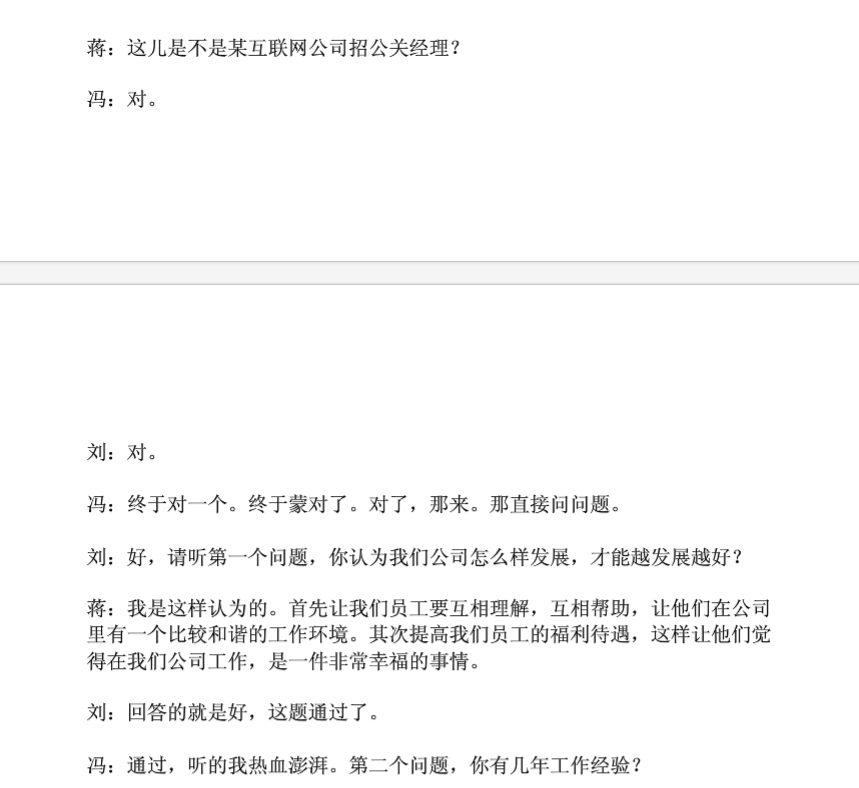 蒋：这儿是不是某互联网公司招公关经理？
冯：对。
刘：对。
冯：终于对一个。终于蒙对了。对了，那来。那直接问问题。
刘：好，请听第一个问题，你认为我们公司怎么样发展，才能越发展越好？
蒋：我是这样认为的。首先让我们员工要互相理解，互相帮助，让他们在公司
里有一个比较和谐的工作环境。其次提高我们员工的福利待遇，这样让他们觉
得在我们公司工作，是一件非常幸福的事情。
刘：回答的就是好，这题通过了。
冯：通过，听的我热血澎湃。第二个问题，你有几年工作经验？